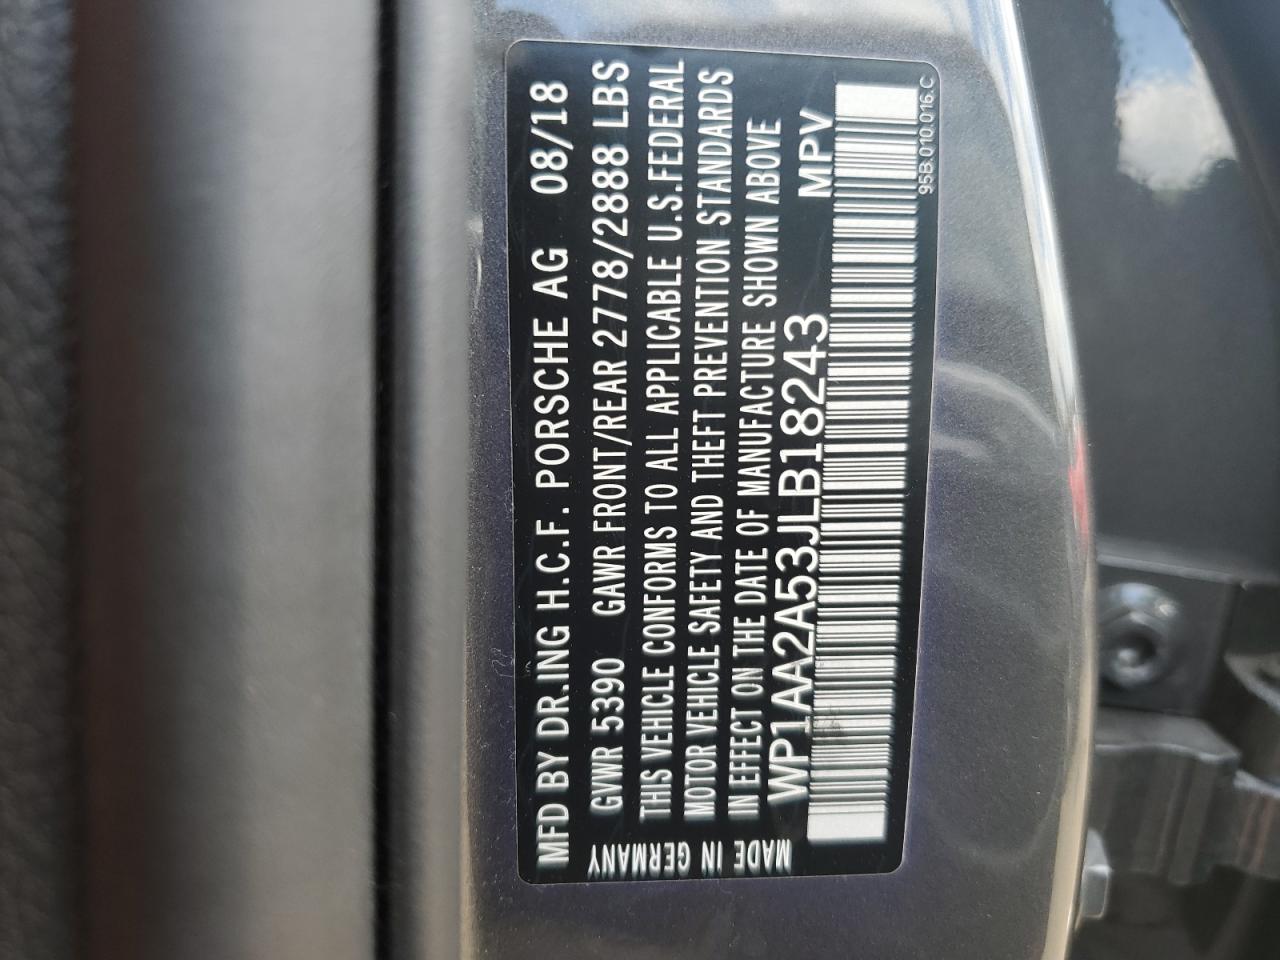 MFD BY DR.ING H.C.F. PORSCHE AG 08/18
GVWR 5390 GAWR FRONT/REAR 2778/2888 LBS
THIS VEHICLE CONFORMS TO ALL APPLICABLE U.S.FEDERAL
MOTOR VEHICLE SAFETY AND THEFT PREVENTION STANDARDS
IN EFFECT ON THE DATE OF MANUFACTURE SHOWN ABOVE
WP1AA2A53JLB18243 MPV
MADE IN GERMANY
95B.010.016.C